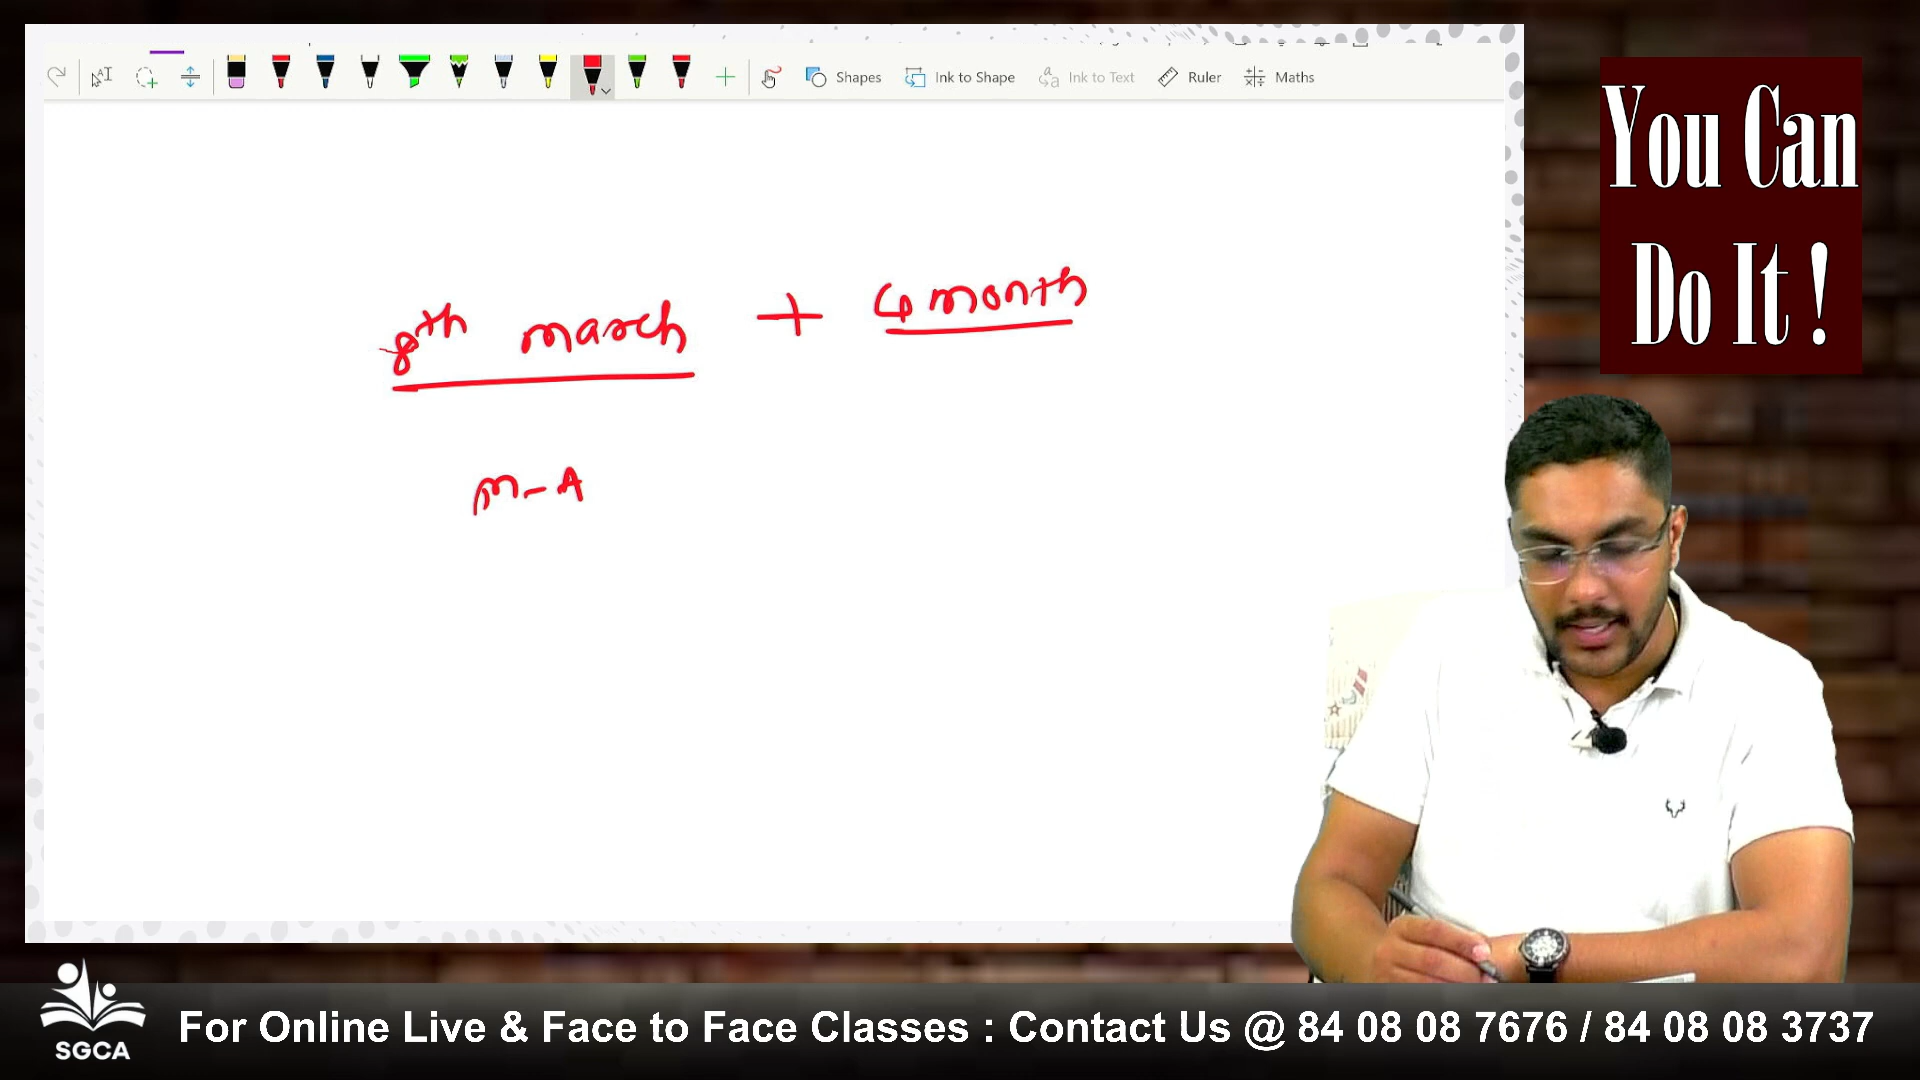 Shapes Ink to Shape Ink to Text Ruler Maths
You Can
Do It !
8th march + 4 month
m - A
SGCA
For Online Live & Face to Face Classes : Contact Us @ 84 08 08 7676 / 84 08 08 3737